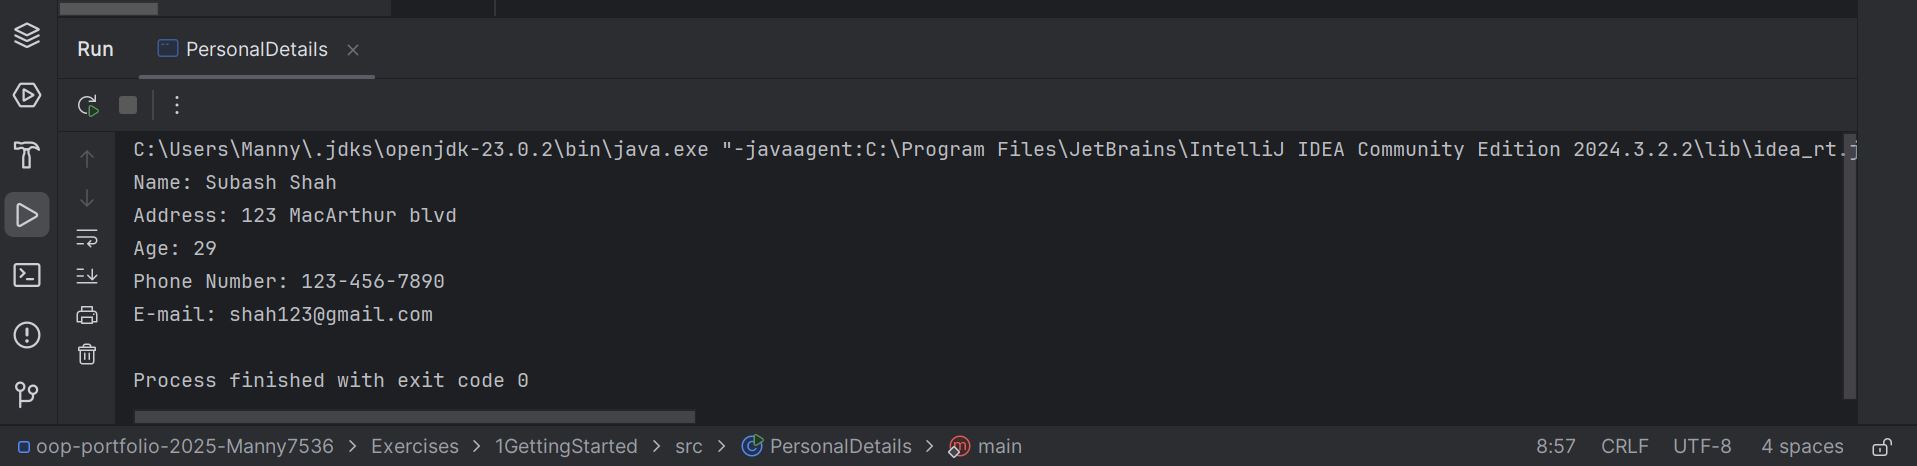 Run PersonalDetails
C:\Users\Manny\.jdks\openjdk-23.0.2\bin\java.exe "-javaagent:C:\Program Files\JetBrains\IntelliJ IDEA Community Edition 2024.3.2.2\lib\idea_rt.j
Name: Subash Shah
Address: 123 MacArthur blvd
Age: 29
Phone Number: 123-456-7890
E-mail: shah123@gmail.com
Process finished with exit code 0
oop-portfolio-2025-Manny7536 > Exercises > 1GettingStarted > src > PersonalDetails > main 8:57 CRLF UTF-8 4 spaces